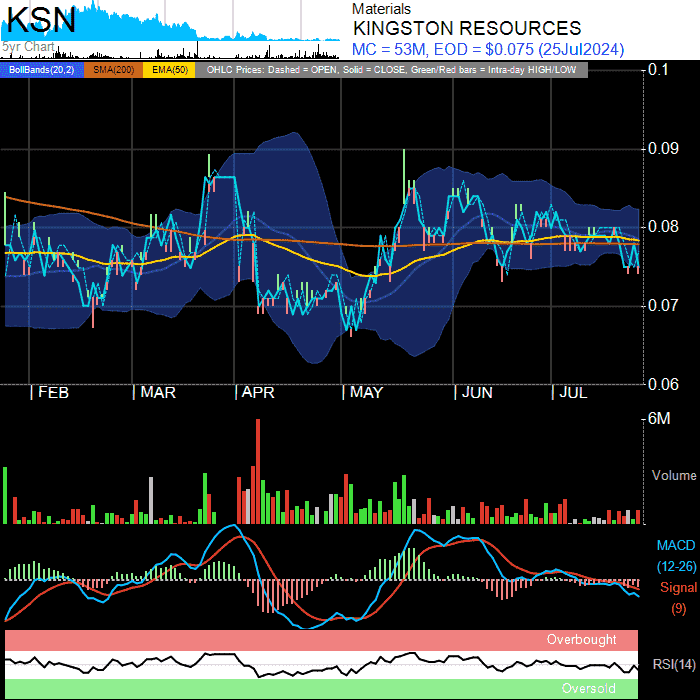 KSN
5yr Chart
Materials
KINGSTON RESOURCES
MC = 53M, EOD = $0.075 (25Jul2024)
BollBands(20,2) SMA(200) EMA(50) OHLC Prices: Dashed = OPEN, Solid = CLOSE, Green/Red bars = Intra-day HIGH/LOW
0.1
0.09
0.08
0.07
0.06
| FEB | MAR | APR | MAY | JUN | JUL
6M
Volume
MACD
(12-26)
Signal
(9)
Overbought
RSI(14)
Oversold